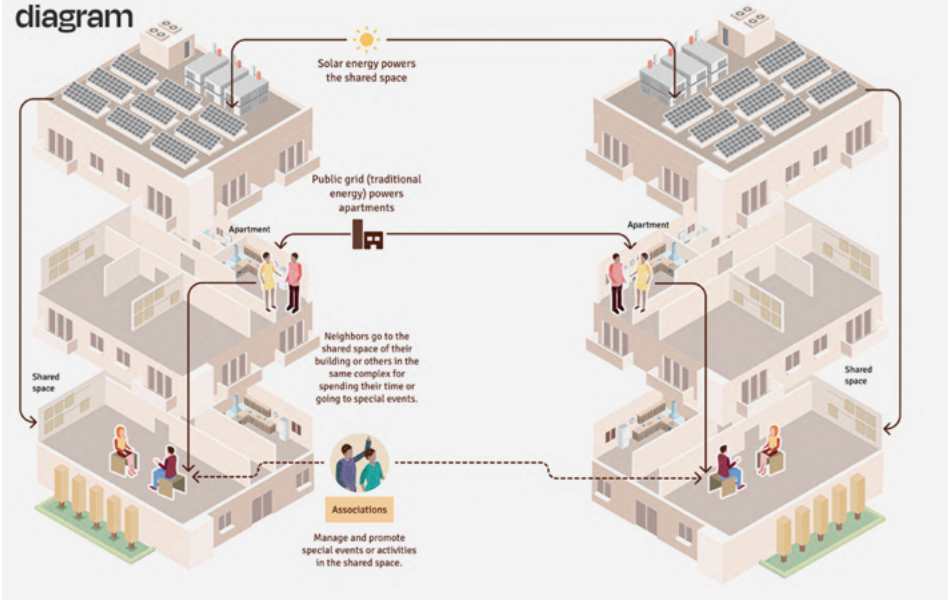 diagram
Solar energy powers
the shared space
Public grid (traditional
energy) powers
apartments
Apartment
Apartment
Neighbors go to the
shared space of their
building or others in the
same complex for
spending their time or
going to special events.
Shared
space
Shared
space
Associations
Manage and promote
special events or activities
in the shared space.